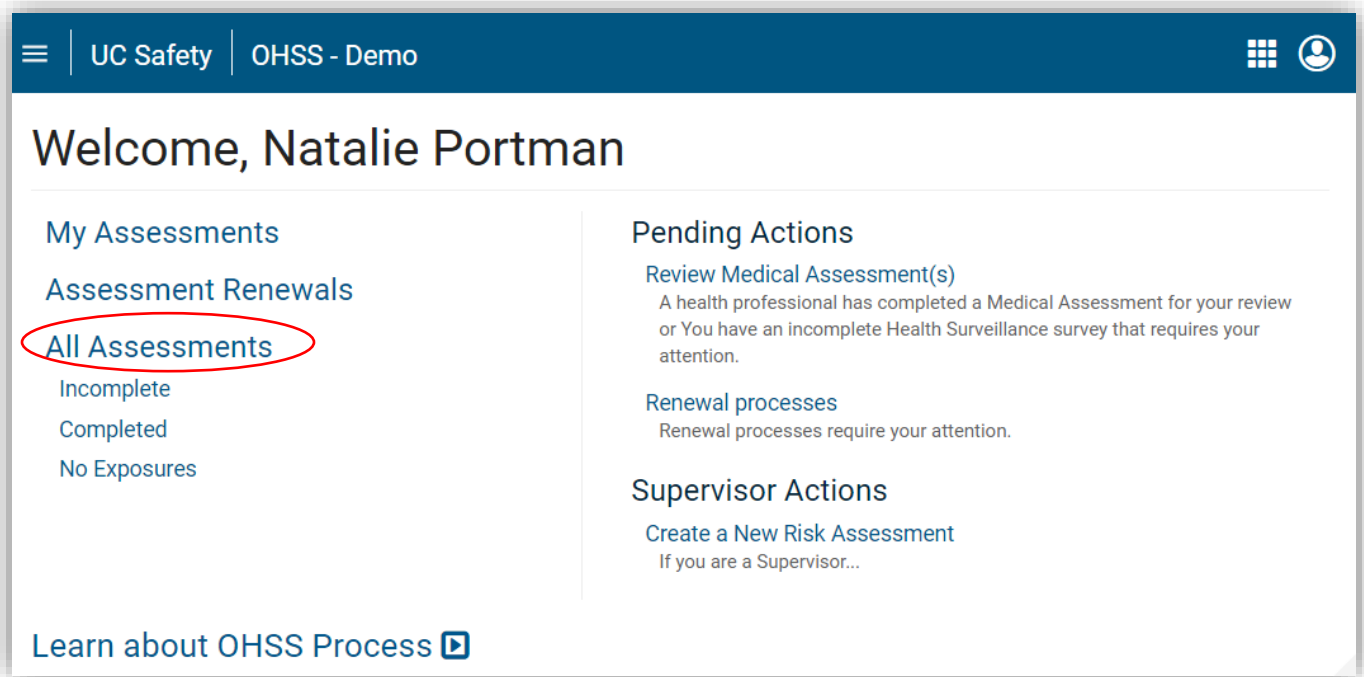 UC Safety OHSS - Demo
Welcome, Natalie Portman
My Assessments
Assessment Renewals
All Assessments
Incomplete
Completed
No Exposures
Pending Actions
Review Medical Assessment(s)
A health professional has completed a Medical Assessment for your review
or You have an incomplete Health Surveillance survey that requires your
attention.
Renewal processes
Renewal processes require your attention.
Supervisor Actions
Create a New Risk Assessment
If you are a Supervisor...
Learn about OHSS Process